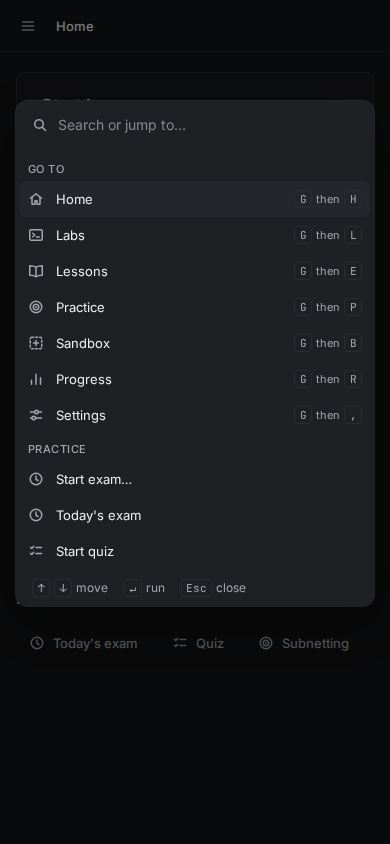 Home
Search or jump to...
GO TO
Home G then H
Labs G then L
Lessons G then E
Practice G then P
Sandbox G then B
Progress G then R
Settings G then ,
PRACTICE
Start exam...
Today's exam
Start quiz
↑ ↓ move ↵ run Esc close
Today's exam Quiz Subnetting